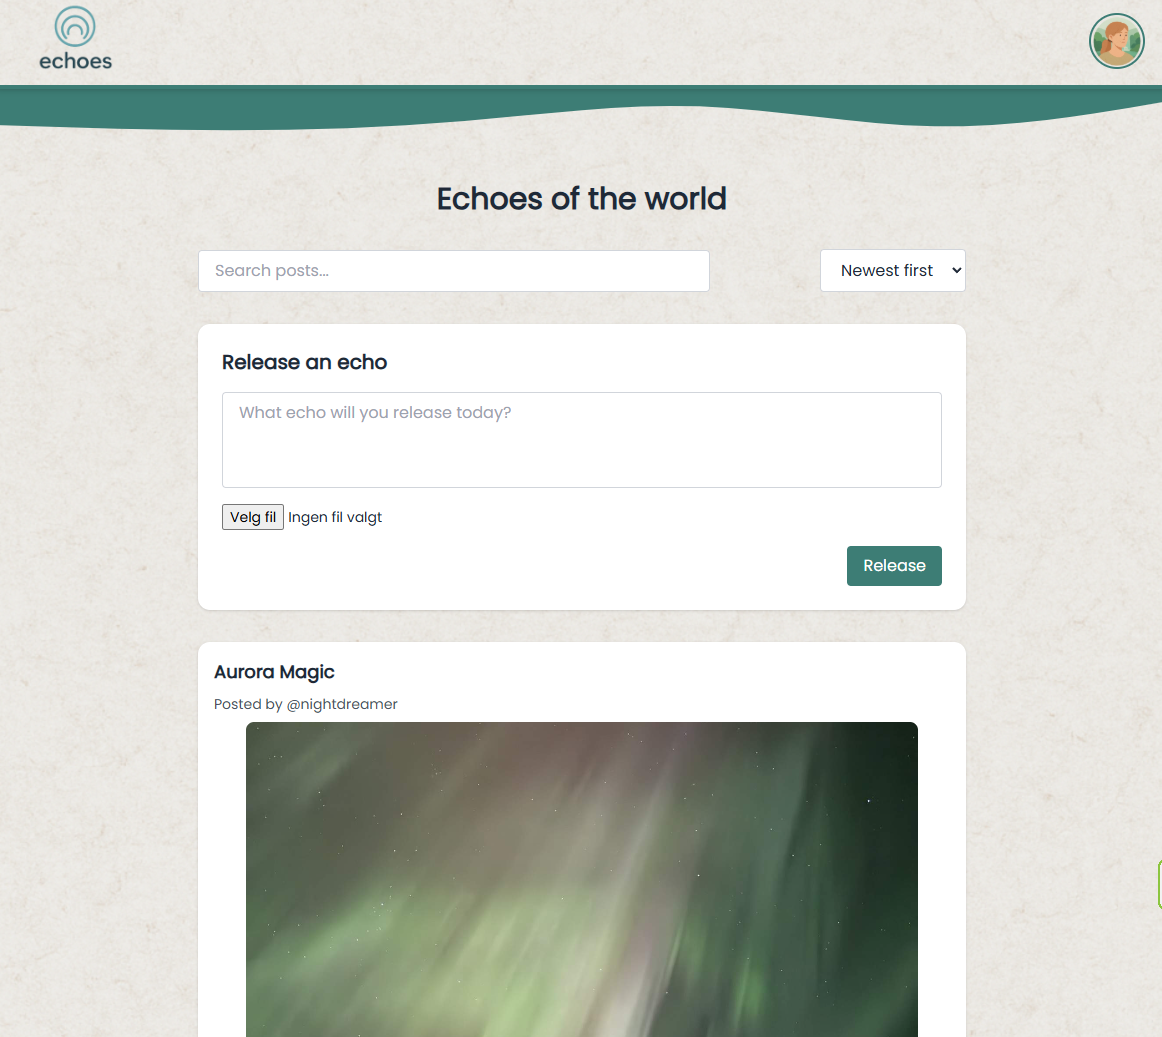 echoes
Echoes of the world
Search posts...
Newest first
Release an echo
What echo will you release today?
Velg fil Ingen fil valgt
Release
Aurora Magic
Posted by @nightdreamer